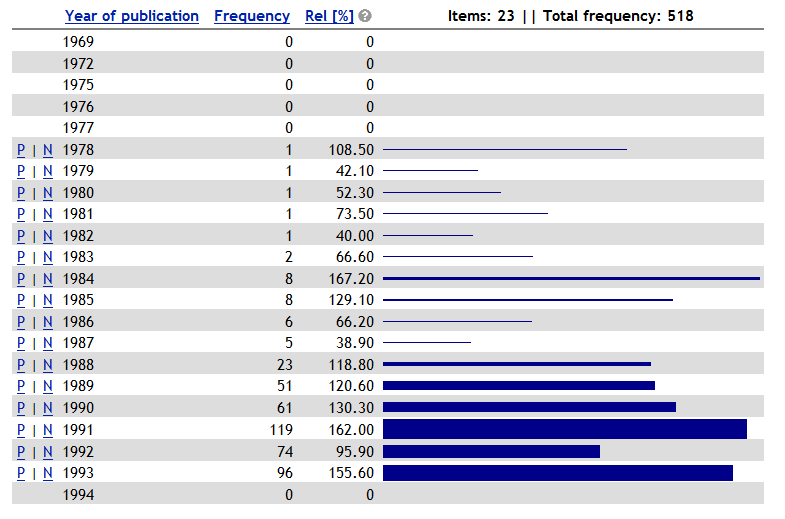 Year of publication Frequency Rel [%] ? Items: 23 || Total frequency: 518
1969 0 0
1972 0 0
1975 0 0
1976 0 0
1977 0 0
P | N 1978 1 108.50
P | N 1979 1 42.10
P | N 1980 1 52.30
P | N 1981 1 73.50
P | N 1982 1 40.00
P | N 1983 2 66.60
P | N 1984 8 167.20
P | N 1985 8 129.10
P | N 1986 6 66.20
P | N 1987 5 38.90
P | N 1988 23 118.80
P | N 1989 51 120.60
P | N 1990 61 130.30
P | N 1991 119 162.00
P | N 1992 74 95.90
P | N 1993 96 155.60
1994 0 0